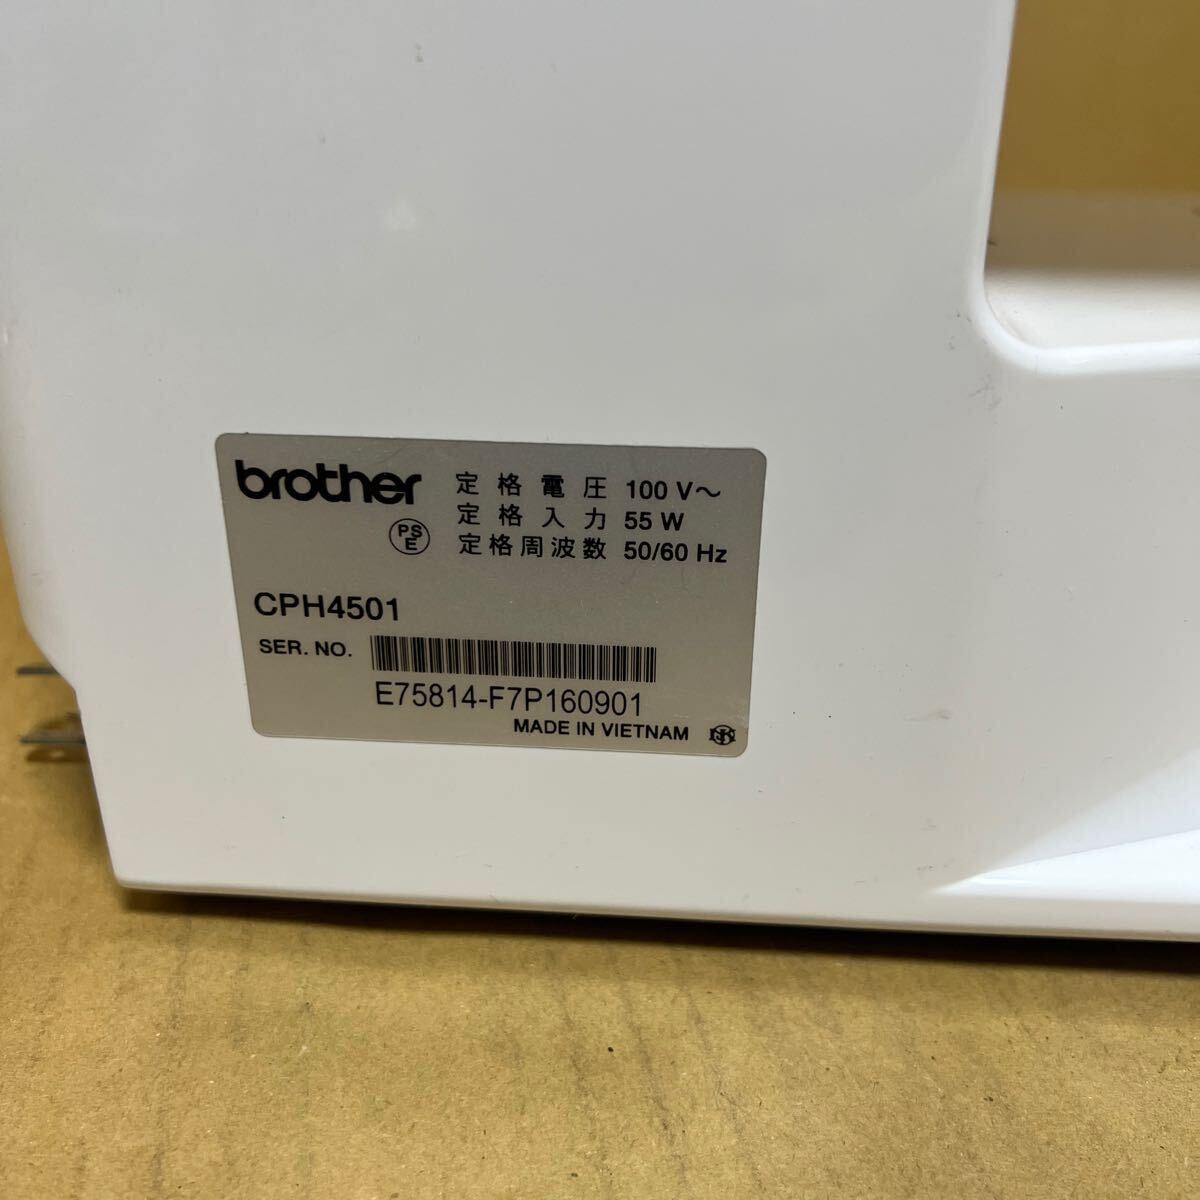 brother
定格電圧 100 V～
定格入力 55 W
定格周波数 50/60 Hz
PS
E
CPH4501
SER. NO.
E75814-F7P160901
MADE IN VIETNAM